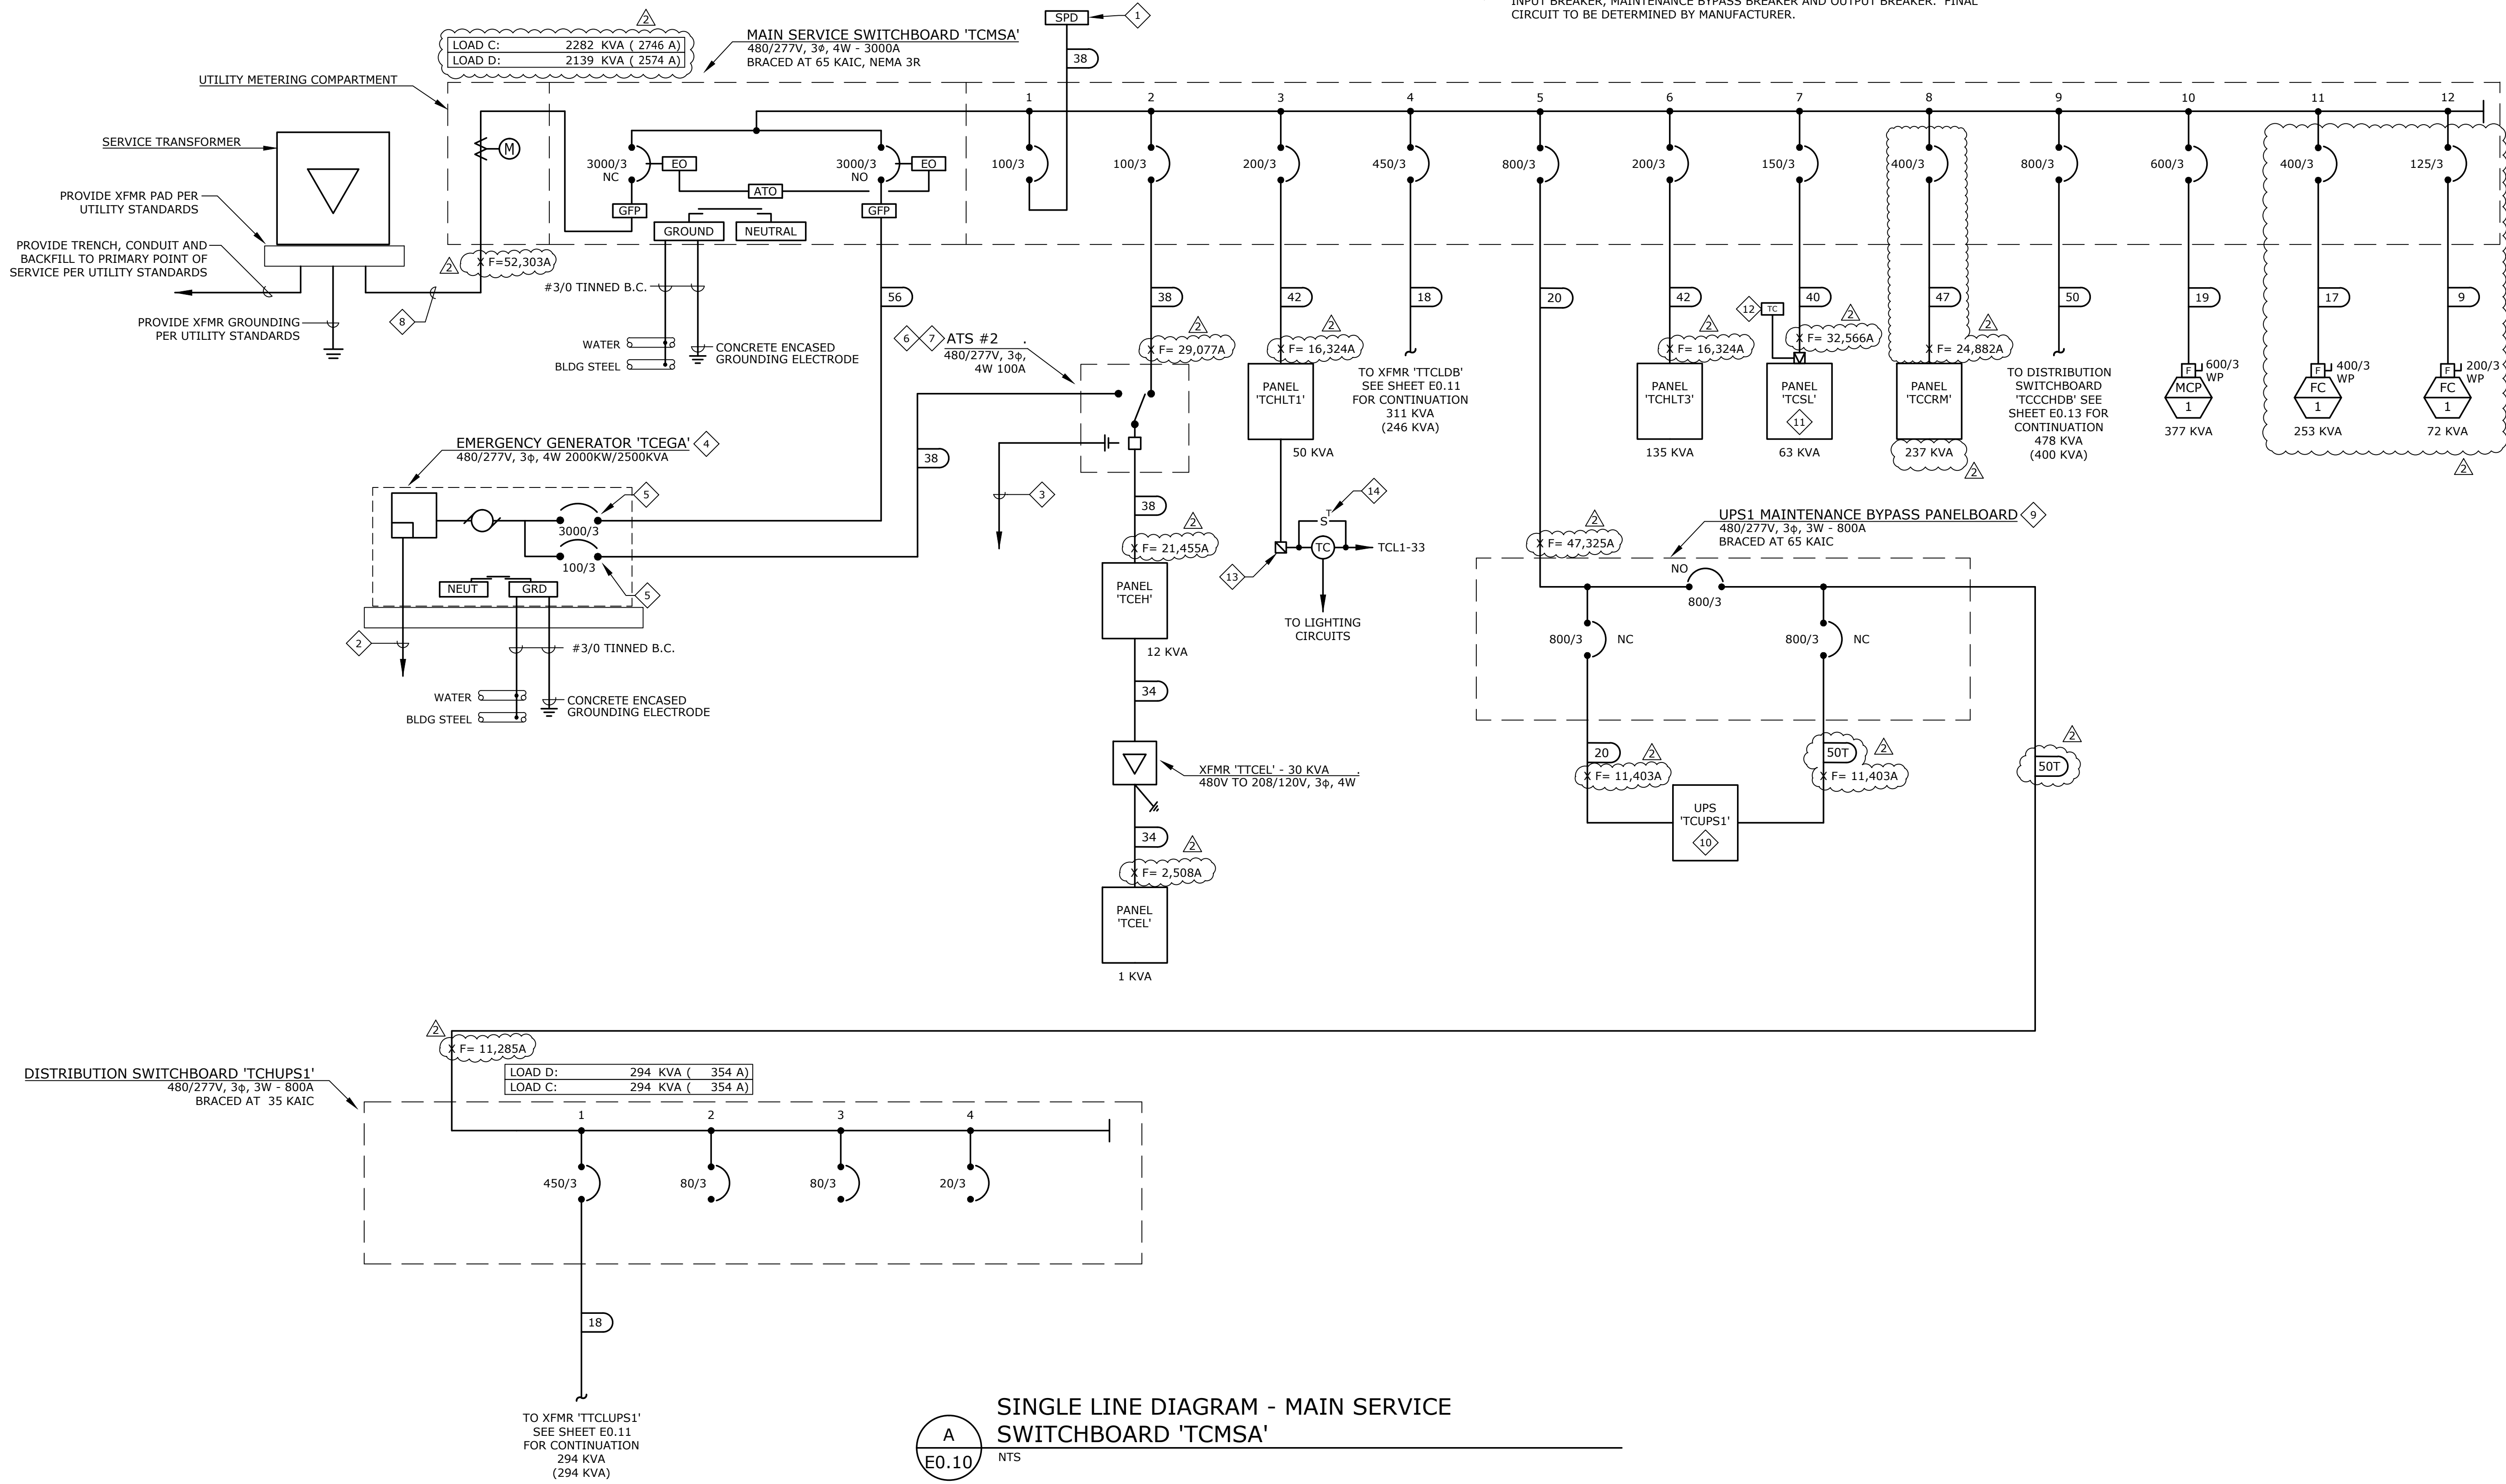 INPUT BREAKER, MAINTENANCE BYPASS BREAKER AND OUTPUT BREAKER. FINAL
CIRCUIT TO BE DETERMINED BY MANUFACTURER.
SPD
1
38
2
LOAD C: 2282 KVA ( 2746 A)
LOAD D: 2139 KVA ( 2574 A)
MAIN SERVICE SWITCHBOARD 'TCMSA'
480/277V, 3ϕ, 4W - 3000A
BRACED AT 65 KAIC, NEMA 3R
UTILITY METERING COMPARTMENT
SERVICE TRANSFORMER
PROVIDE XFMR PAD PER
UTILITY STANDARDS
PROVIDE TRENCH, CONDUIT AND
BACKFILL TO PRIMARY POINT OF
SERVICE PER UTILITY STANDARDS
PROVIDE XFMR GROUNDING
PER UTILITY STANDARDS
8
M
2
X F=52,303A
3000/3
NC
EO
ATO
3000/3
NO
EO
GFP
GFP
GROUND
NEUTRAL
#3/0 TINNED B.C.
WATER
BLDG STEEL
CONCRETE ENCASED
GROUNDING ELECTRODE
56
1 2 3 4 5 6 7 8 9 10 11 12
100/3 100/3 200/3 450/3 800/3 200/3 150/3 400/3 800/3 600/3 400/3 125/3
38 42 18 20 42 40 47 50 19 17 9
12
TC
6 7 ATS #2 .
480/277V, 3ϕ,
4W 100A
2
X F= 29,077A
2
X F= 16,324A
2
X F= 16,324A
2
X F= 32,566A
2
X F= 24,882A
PANEL
'TCHLT1'
50 KVA
TO XFMR 'TTCLDB'
SEE SHEET E0.11
FOR CONTINUATION
311 KVA
(246 KVA)
PANEL
'TCHLT3'
135 KVA
PANEL
'TCSL'
11
63 KVA
PANEL
'TCCRM'
237 KVA
2
TO DISTRIBUTION
SWITCHBOARD
'TCCCHDB' SEE
SHEET E0.13 FOR
CONTINUATION
478 KVA
(400 KVA)
F
600/3
WP
MCP
1
377 KVA
F
400/3
WP
FC
1
253 KVA
F
200/3
WP
FC
1
72 KVA
2
EMERGENCY GENERATOR 'TCEGA' 4
480/277V, 3ϕ, 4W 2000KW/2500KVA
5
3000/3
100/3
5
NEUT
GRD
2
#3/0 TINNED B.C.
WATER
BLDG STEEL
CONCRETE ENCASED
GROUNDING ELECTRODE
38
3
38
2
X F= 21,455A
PANEL
'TCEH'
12 KVA
34
XFMR 'TTCEL' - 30 KVA .
480V TO 208/120V, 3ϕ, 4W
34
2
X F= 2,508A
PANEL
'TCEL'
1 KVA
14
S T
TC
TCL1-33
13
TO LIGHTING
CIRCUITS
2
X F= 47,325A
UPS1 MAINTENANCE BYPASS PANELBOARD 9
480/277V, 3ϕ, 3W - 800A
BRACED AT 65 KAIC
NO
800/3
800/3 NC
800/3 NC
20
2
X F= 11,403A
50T
2
X F= 11,403A
2
50T
UPS
'TCUPS1'
10
2
X F= 11,285A
LOAD D: 294 KVA ( 354 A)
LOAD C: 294 KVA ( 354 A)
DISTRIBUTION SWITCHBOARD 'TCHUPS1'
480/277V, 3ϕ, 3W - 800A
BRACED AT 35 KAIC
1 2 3 4
450/3 80/3 80/3 20/3
18
TO XFMR 'TTCLUPS1'
SEE SHEET E0.11
FOR CONTINUATION
294 KVA
(294 KVA)
A
E0.10
SINGLE LINE DIAGRAM - MAIN SERVICE
SWITCHBOARD 'TCMSA'
NTS